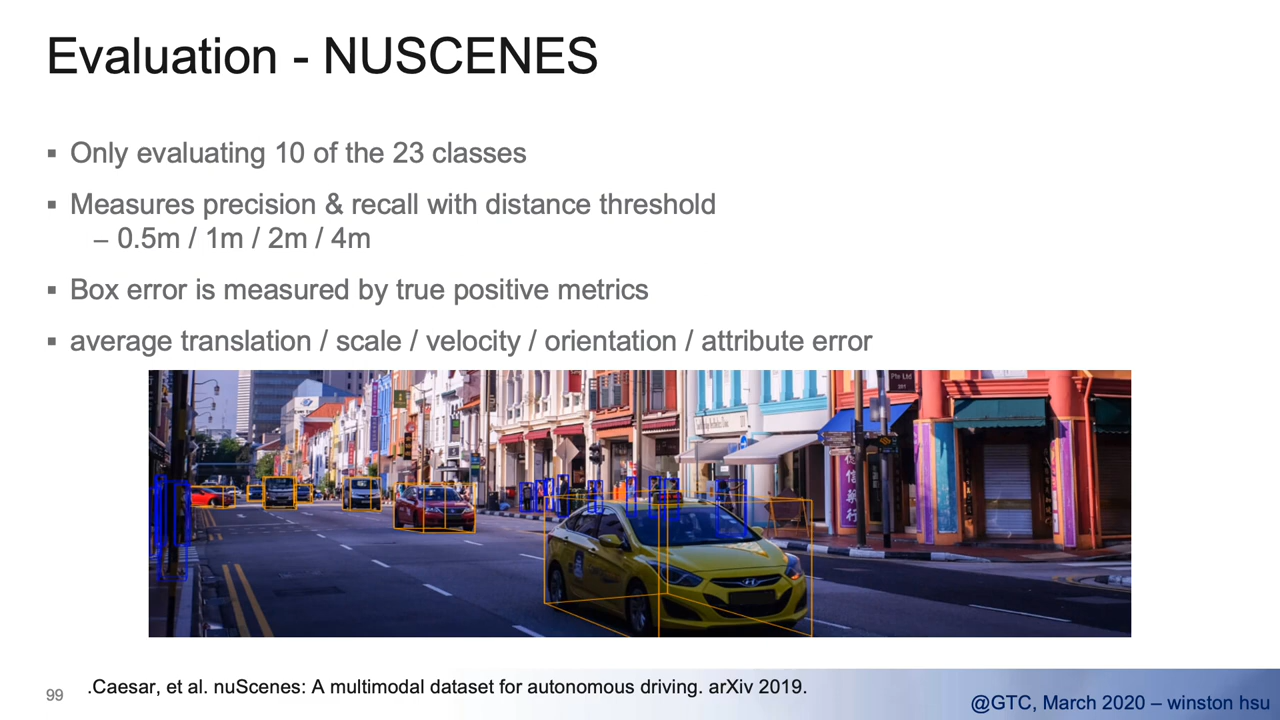 Evaluation - NUSCENES
▪ Only evaluating 10 of the 23 classes
▪ Measures precision & recall with distance threshold
– 0.5m / 1m / 2m / 4m
▪ Box error is measured by true positive metrics
▪ average translation / scale / velocity / orientation / attribute error
Pte Ltd
99
.Caesar, et al. nuScenes: A multimodal dataset for autonomous driving. arXiv 2019.
@GTC, March 2020 – winston hsu